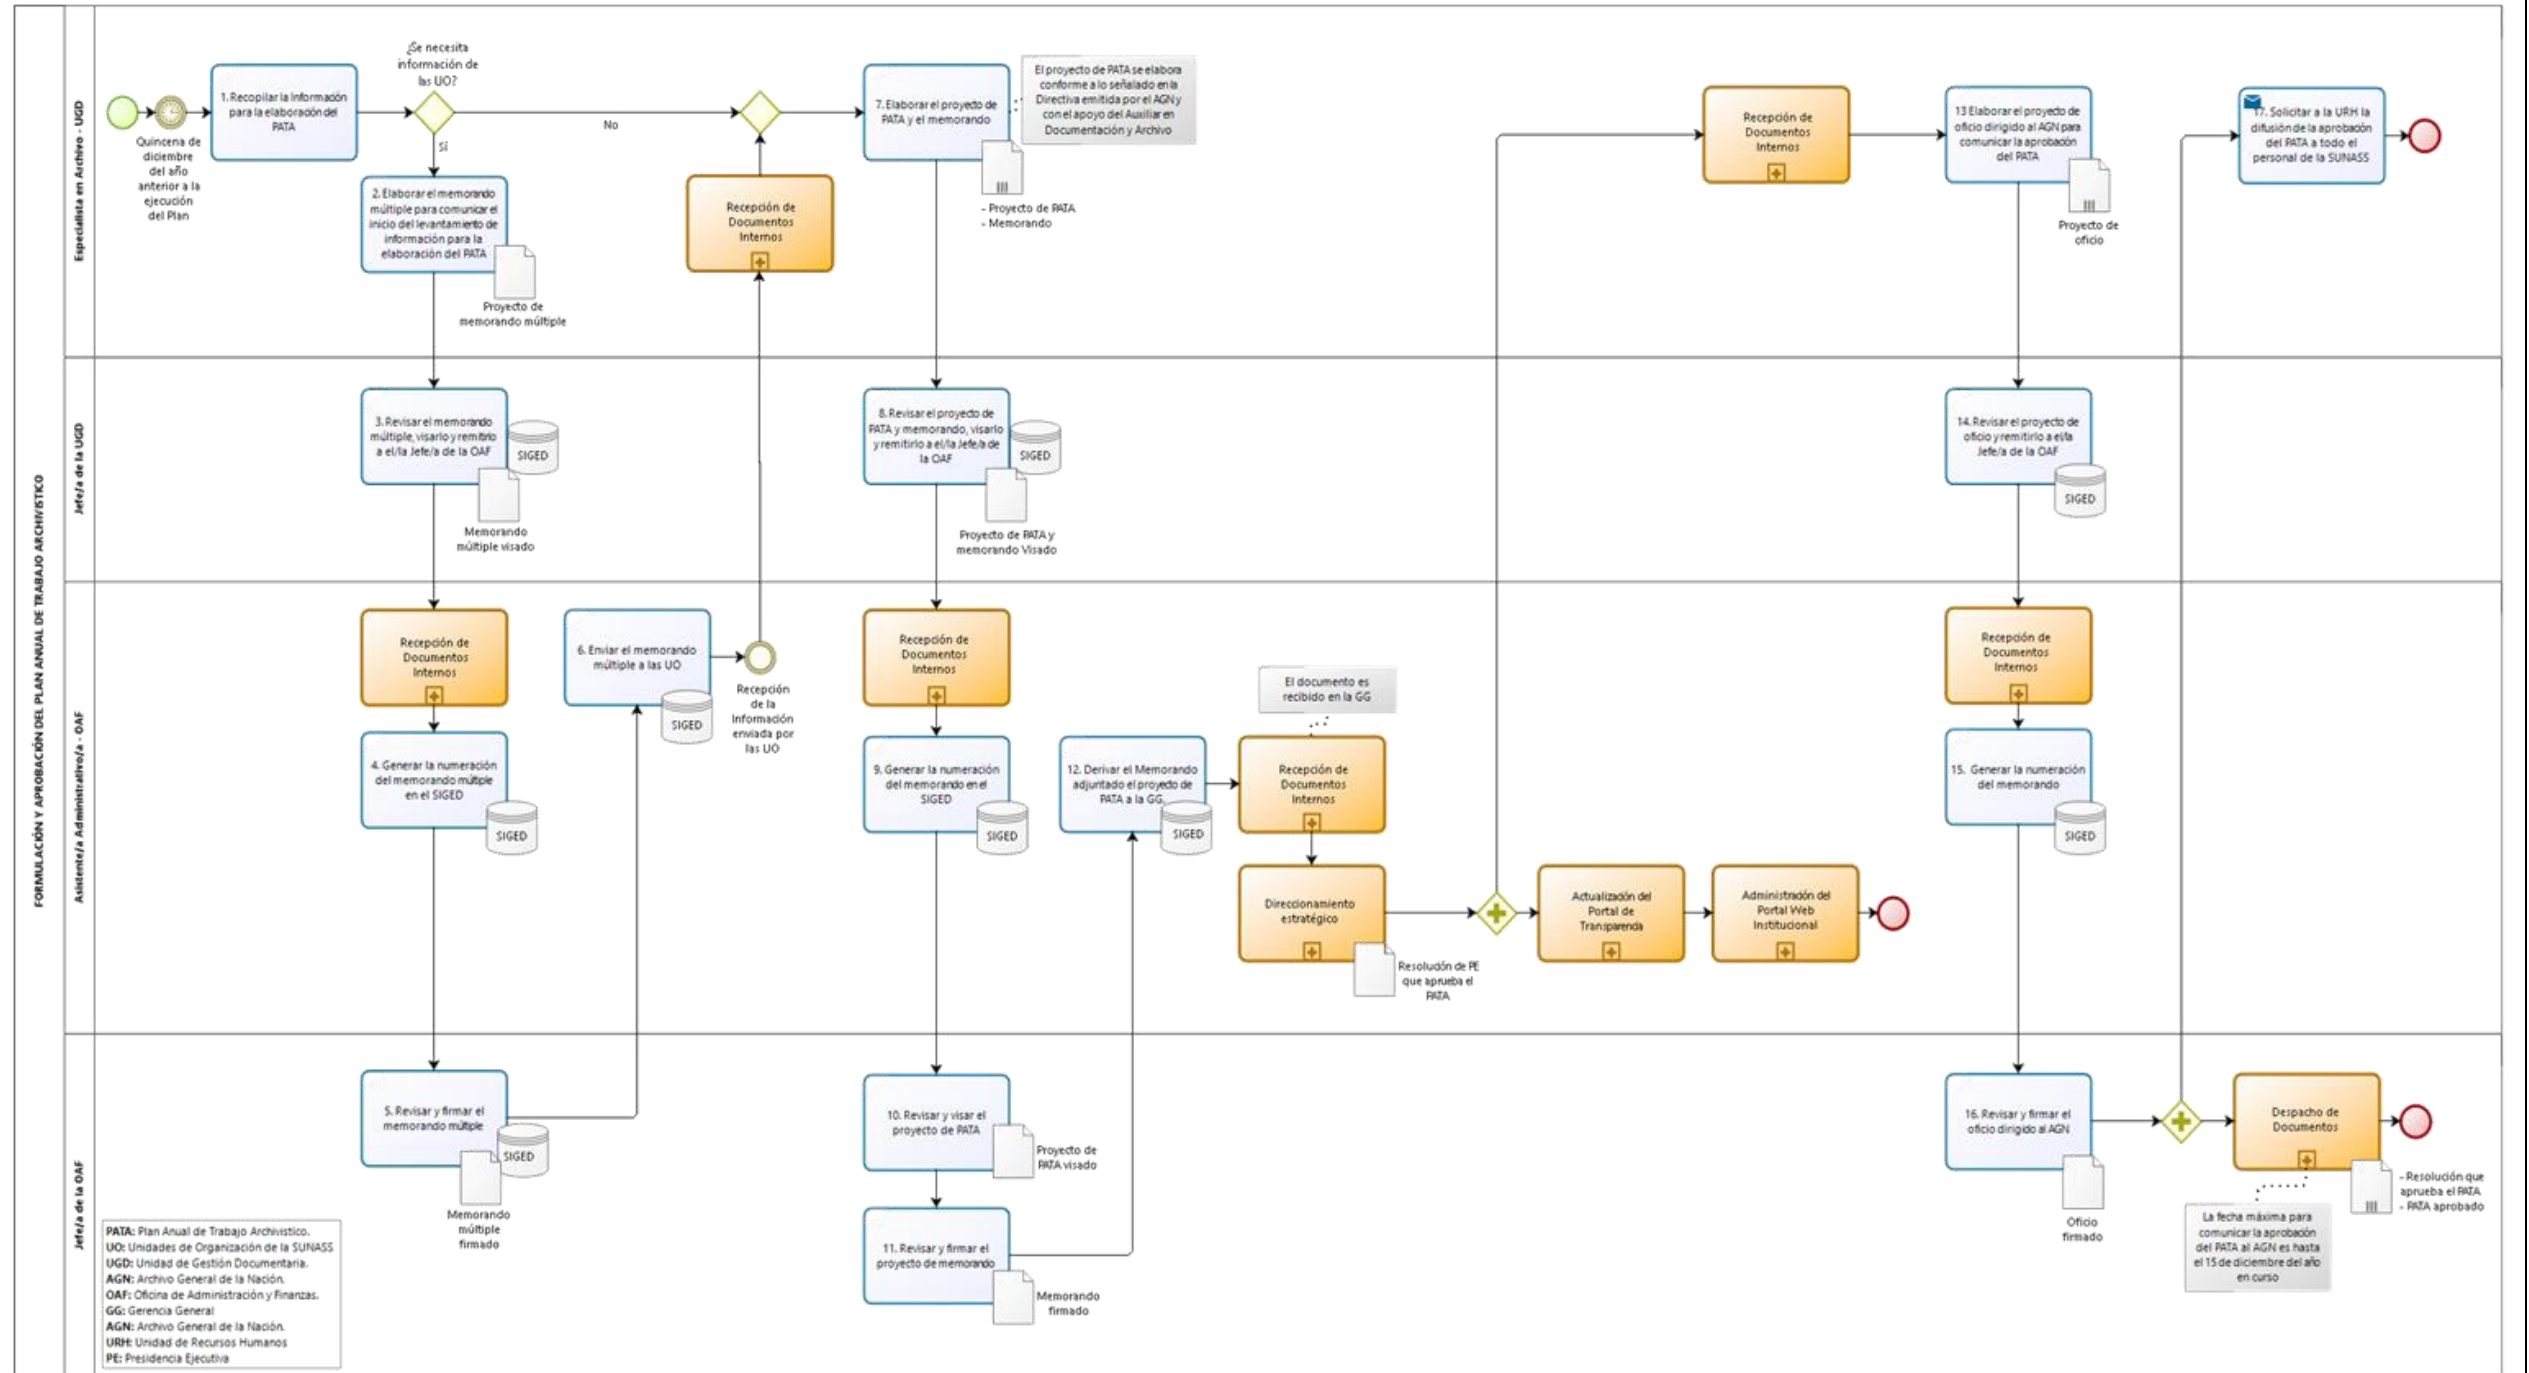 FORMULACIÓN Y APROBACIÓN DEL PLAN ANUAL DE TRABAJO ARCHIVISTICO
Especialista en Archivo - UGD
Quincena de
diciembre
del año
anterior a la
ejecución
del Plan
1. Recopilar la Información
para la elaboración del
PATA
¿Se necesita
información de
las UO?
No
Sí
2. Elaborar el memorando
múltiple para comunicar el
inicio del levantamiento de
información para la
elaboración del PATA
Proyecto de
memorando múltiple
Recepción de
Documentos
Internos
7. Elaborar el proyecto de
PATA y el memorando
- Proyecto de PATA
- Memorando
El proyecto de PATA se elabora
conforme a lo señalado en la
Directiva emitida por el AGN y
con el apoyo del Auxiliar en
Documentación y Archivo
Recepción de
Documentos
Internos
13 Elaborar el proyecto de
oficio dirigido al AGN para
comunicar la aprobación
del PATA
Proyecto de
oficio
17. Solicitar a la URH la
difusión de la aprobación
del PATA a todo el
personal de la SUNASS
Jefe/a de la UGD
3. Revisar el memorando
múltiple, visarlo y remitirlo
a el/la Jefe/a de la OAF
SIGED
Memorando
múltiple visado
8. Revisar el proyecto de
PATA y memorando, visarlo
y remitirlo a el/la Jefe/a de
la OAF
SIGED
Proyecto de PATA y
memorando Visado
14. Revisar el proyecto de
oficio y remitirlo a el/la
Jefe/a de la OAF
SIGED
Asistente/a Administrativo/a - OAF
Recepción de
Documentos
Internos
4. Generar la numeración
del memorando múltiple
en el SIGED
SIGED
6. Enviar el memorando
múltiple a las UO
SIGED
Recepción
de la
Información
enviada por
las UO
Recepción de
Documentos
Internos
9. Generar la numeración
del memorando en el
SIGED
SIGED
12. Derivar el Memorando
adjuntado el proyecto de
PATA a la GG.
SIGED
El documento es
recibido en la GG
Recepción de
Documentos
Internos
Direccionamiento
estratégico
Resolución de PE
que aprueba el
PATA
Actualización del
Portal de
Transparencia
Administración del
Portal Web
Institucional
Recepción de
Documentos
Internos
15. Generar la numeración
del memorando
SIGED
Jefe/a de la OAF
5. Revisar y firmar el
memorando múltiple
SIGED
Memorando
múltiple
firmado
10. Revisar y visar el
proyecto de PATA
Proyecto de
PATA visado
11. Revisar y firmar el
proyecto de memorando
Memorando
firmado
16. Revisar y firmar el
oficio dirigido al AGN
Oficio
firmado
Despacho de
Documentos
- Resolución que
aprueba el PATA
- PATA aprobado
La fecha máxima para
comunicar la aprobación
del PATA al AGN es hasta
el 15 de diciembre del año
en curso
PATA: Plan Anual de Trabajo Archivistico.
UO: Unidades de Organización de la SUNASS
UGD: Unidad de Gestión Documentaria.
AGN: Archivo General de la Nación.
OAF: Oficina de Administración y Finanzas.
GG: Gerencia General
AGN: Archivo General de la Nación.
URH: Unidad de Recursos Humanos
PE: Presidencia Ejecutiva